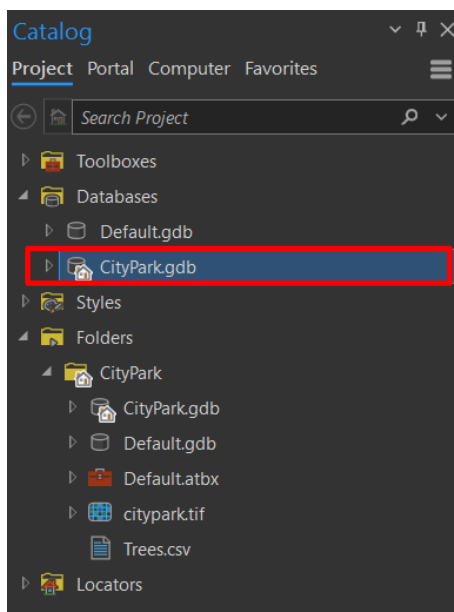 Catalog
Project Portal Computer Favorites
Search Project
Toolboxes
Databases
Default.gdb
CityPark.gdb
Styles
Folders
CityPark
CityPark.gdb
Default.gdb
Default.atbx
citypark.tif
Trees.csv
Locators